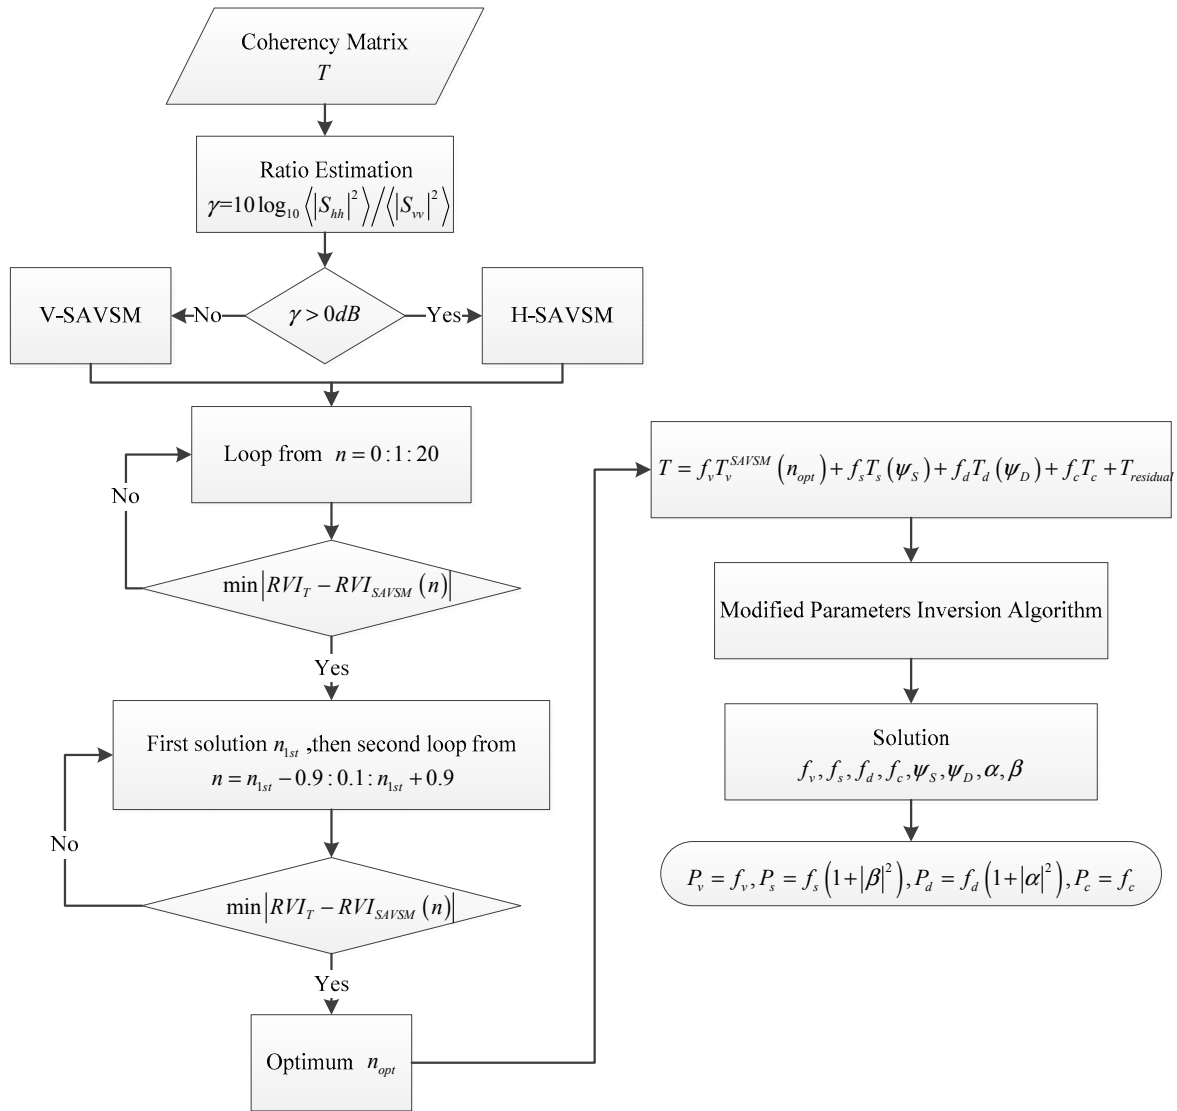 Coherency Matrix
T
Ratio Estimation
γ=10 log₁₀ ⟨|S_hh|²⟩/⟨|S_vv|²⟩
V-SAVSM
No
γ > 0dB
Yes
H-SAVSM
Loop from n = 0:1:20
No
min|RVI_T − RVI_SAVSM (n)|
Yes
First solution n_1st ,then second loop from
n = n_1st − 0.9 : 0.1 : n_1st + 0.9
No
min|RVI_T − RVI_SAVSM (n)|
Yes
Optimum n_opt
T = f_v T_v^SAVSM (n_opt) + f_s T_s (ψ_S) + f_d T_d (ψ_D) + f_c T_c + T_residual
Modified Parameters Inversion Algorithm
Solution
f_v, f_s, f_d, f_c, ψ_S, ψ_D, α, β
P_v = f_v, P_s = f_s (1+|β|²), P_d = f_d (1+|α|²), P_c = f_c